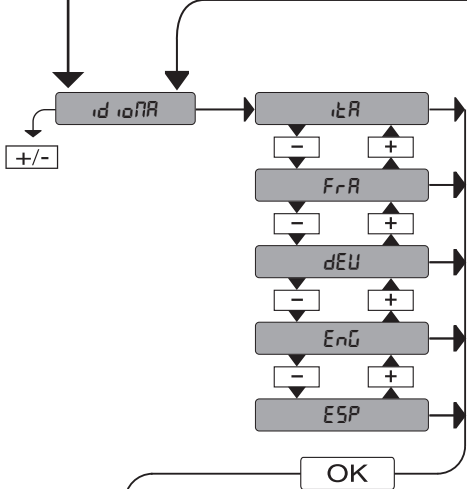 idioMA
itA
+/-
- +
FrA
- +
dEU
- +
EnG
- +
ESP
OK